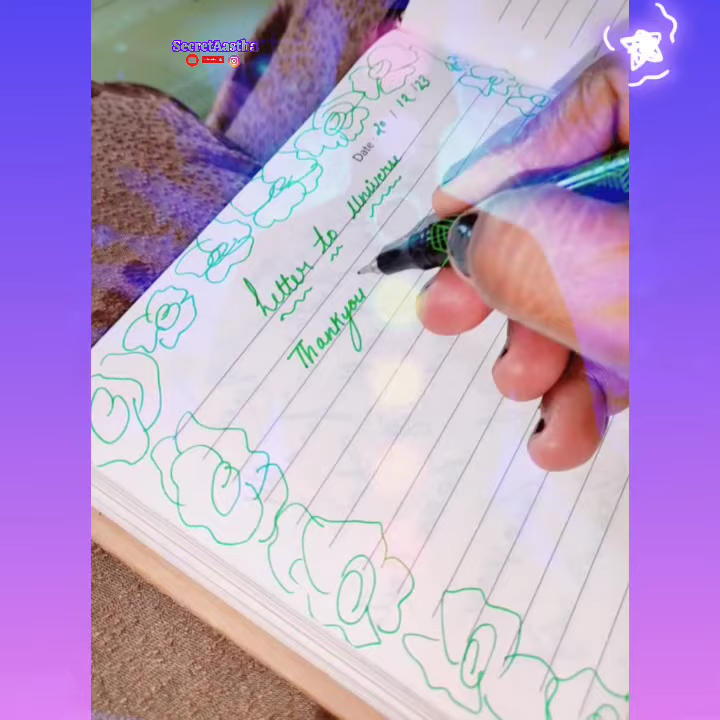 SecretAastha
Date 20 / 12 / 23
Letter to Universe
Thankyou